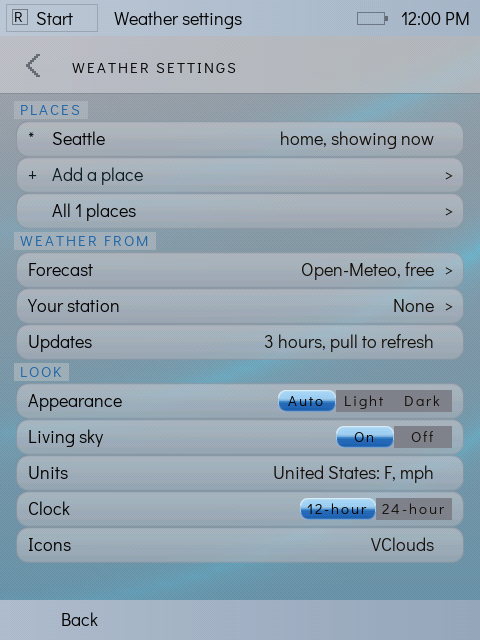 R Start Weather settings 12:00 PM
WEATHER SETTINGS
PLACES
* Seattle home, showing now
+ Add a place >
All 1 places >
WEATHER FROM
Forecast Open-Meteo, free >
Your station None >
Updates 3 hours, pull to refresh
LOOK
Appearance Auto Light Dark
Living sky On Off
Units United States: F, mph
Clock 12-hour 24-hour
Icons VClouds
Back